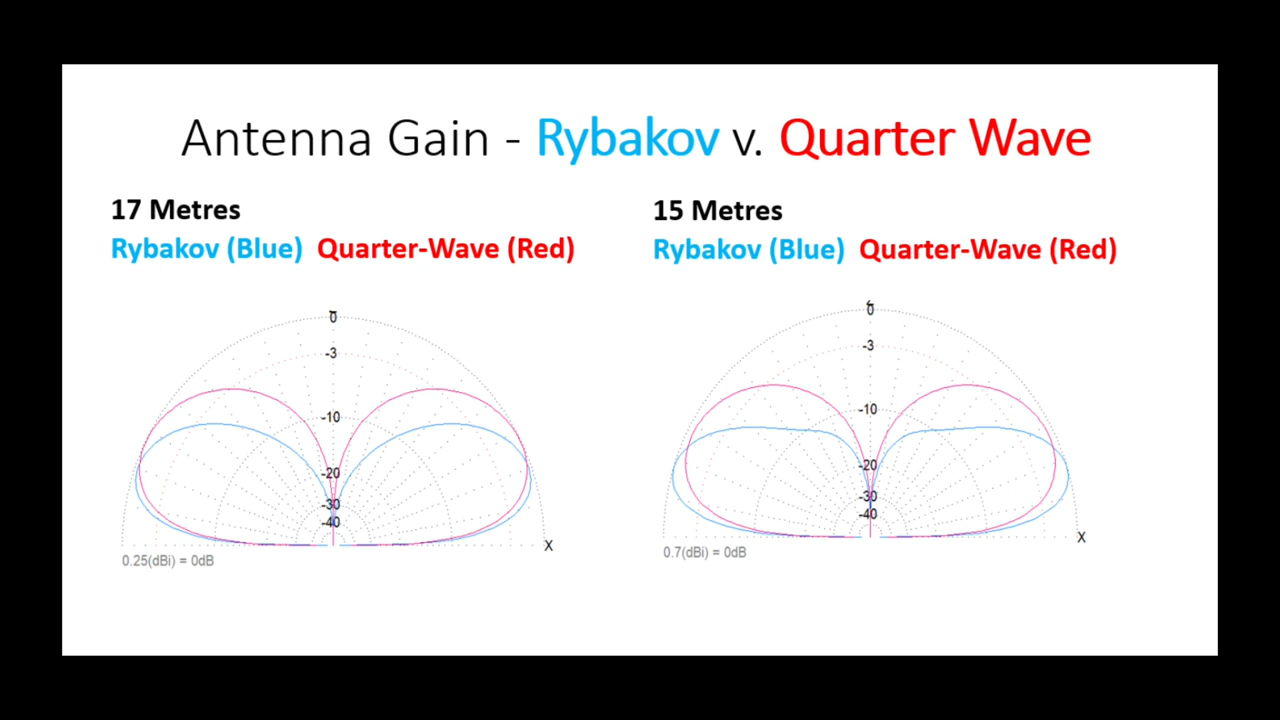 Antenna Gain - Rybakov v. Quarter Wave
17 Metres
Rybakov (Blue) Quarter-Wave (Red)
0
-3
-10
-20
-30
-40
X
0.25(dBi) = 0dB
15 Metres
Rybakov (Blue) Quarter-Wave (Red)
0
-3
-10
-20
-30
-40
X
0.7(dBi) = 0dB